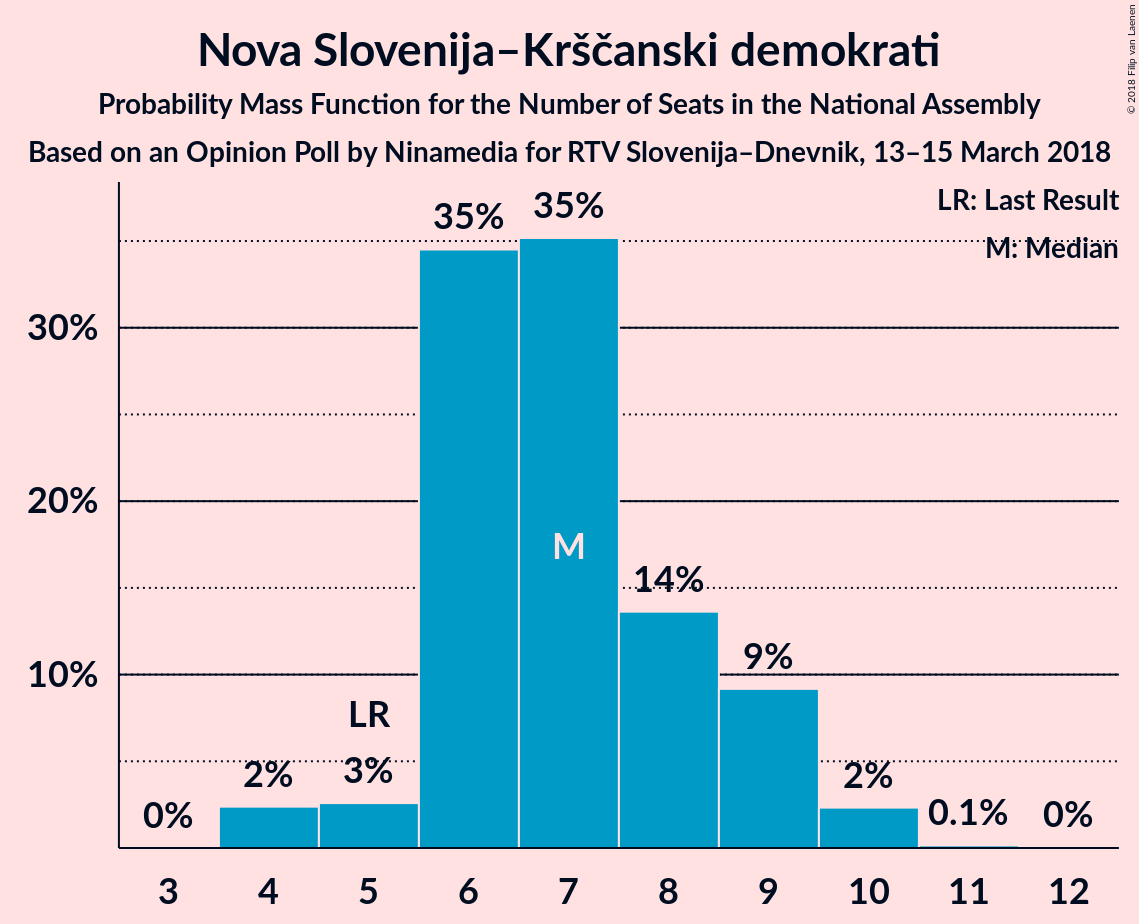 Nova Slovenija–Krščanski demokrati
Probability Mass Function for the Number of Seats in the National Assembly
Based on an Opinion Poll by Ninamedia for RTV Slovenija–Dnevnik, 13–15 March 2018
© 2018 Filip van Laenen
LR: Last Result
M: Median
35%
35%
30%
20%
M
14%
9%
10%
LR
2%
3%
2%
0%
0.1%
0%
3 4 5 6 7 8 9 10 11 12